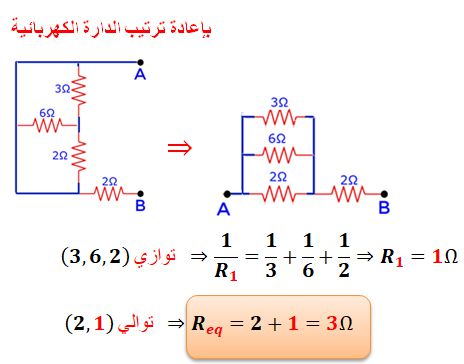 بإعادة ترتيب الدارة الكهربائية
A
3Ω
6Ω
2Ω
2Ω
B
⇒
3Ω
6Ω
2Ω
2Ω
A
B
(3, 6, 2) توازي ⇒ 1/R₁ = 1/3 + 1/6 + 1/2 ⇒ R₁ = 1Ω
(2, 1) توالي ⇒ Rₑq = 2 + 1 = 3Ω